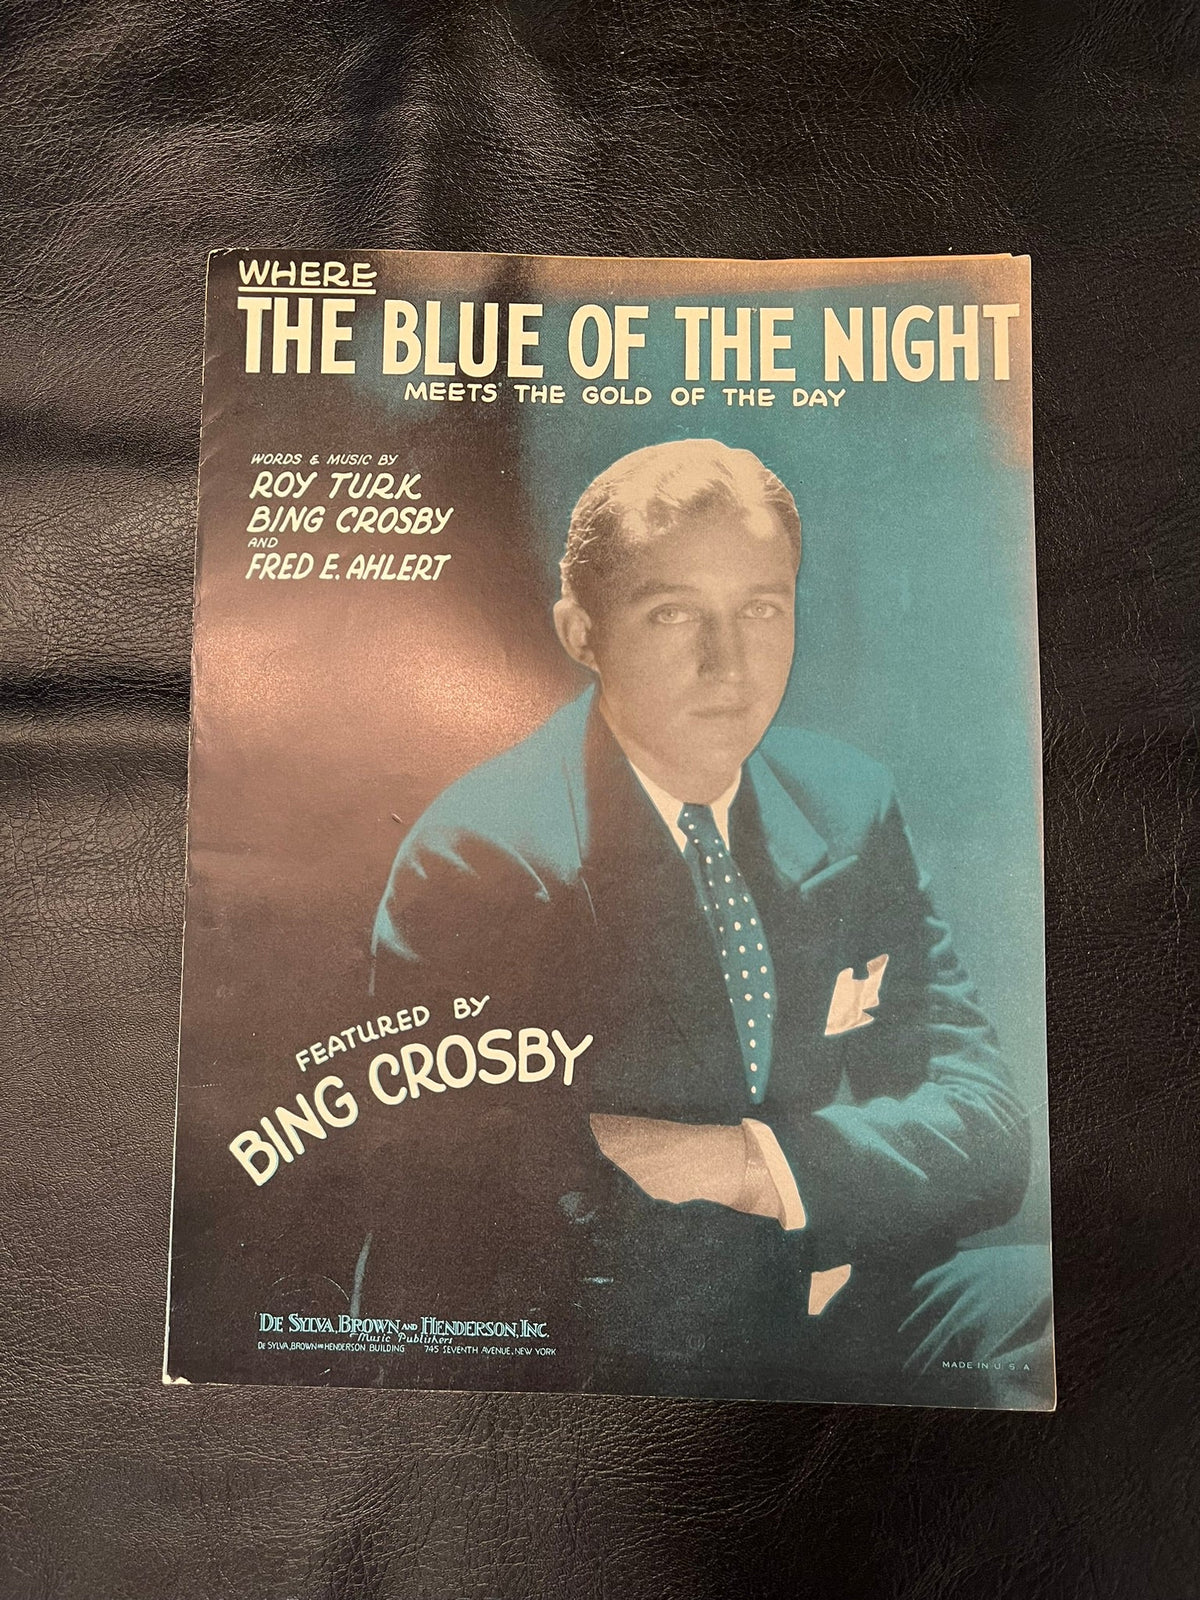 WHERE
THE BLUE OF THE NIGHT
MEETS THE GOLD OF THE DAY
WORDS & MUSIC BY
ROY TURK
BING CROSBY
AND
FRED E. AHLERT
FEATURED BY
BING CROSBY
DE SYLVA, BROWN AND HENDERSON, INC.
Music Publishers
DE SYLVA, BROWN AND HENDERSON BUILDING 745 SEVENTH AVENUE, NEW YORK
MADE IN U. S. A